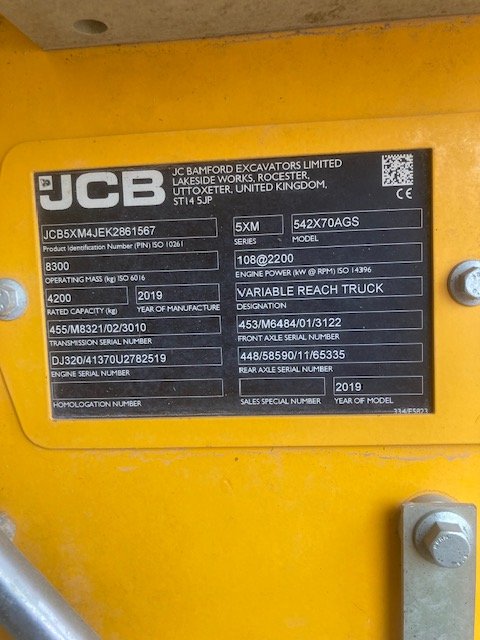 JCB
JC BAMFORD EXCAVATORS LIMITED
LAKESIDE WORKS, ROCESTER,
UTTOXETER, UNITED KINGDOM,
ST14 5JP
CE
JCB5XM4JEK2861567
Product Identification Number (PIN) ISO 10261
5XM 542X70AGS
SERIES MODEL
8300
OPERATING MASS (kg) ISO 6016
108@2200
ENGINE POWER (kW @ RPM) ISO 14396
4200 2019
RATED CAPACITY (kg) YEAR OF MANUFACTURE
VARIABLE REACH TRUCK
DESIGNATION
455/M8321/02/3010
TRANSMISSION SERIAL NUMBER
453/M6484/01/3122
FRONT AXLE SERIAL NUMBER
DJ320/41370U2782519
ENGINE SERIAL NUMBER
448/58590/11/65335
REAR AXLE SERIAL NUMBER
HOMOLOGATION NUMBER
2019
SALES SPECIAL NUMBER YEAR OF MODEL
334/E5823